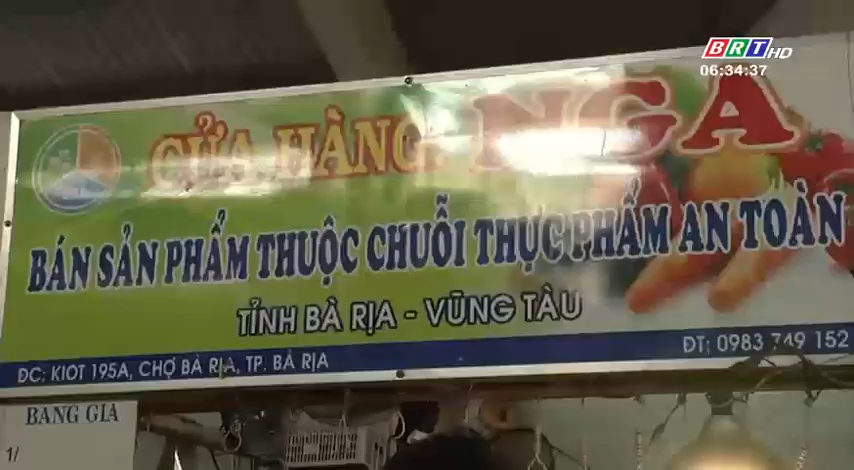 BRT HD
06:34:37
CỬA HÀNG NGA
BÁN SẢN PHẨM THUỘC CHUỖI THỰC PHẨM AN TOÀN
TỈNH BÀ RỊA - VŨNG TÀU
ĐC: KIOT 195A, CHỢ BÀ RỊA, TP. BÀ RỊA
ĐT: 0983 749 152
BẢNG GIÁ
1/